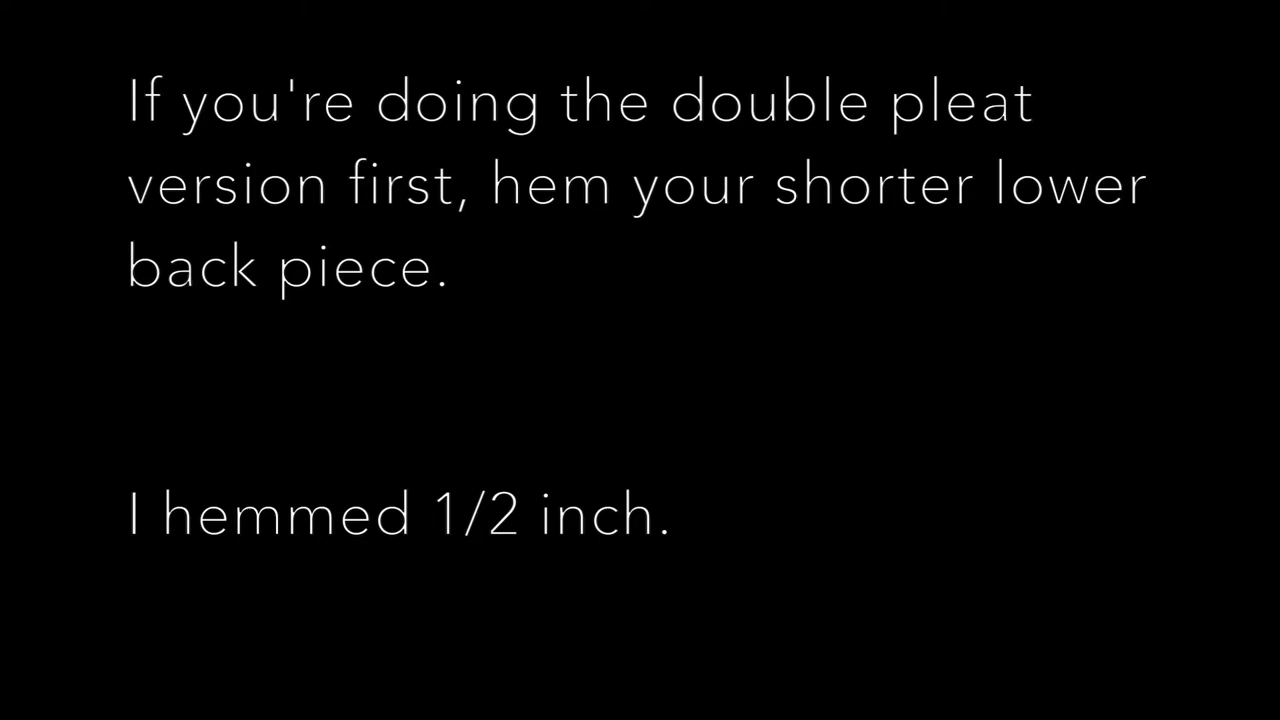 If you're doing the double pleat
version first, hem your shorter lower
back piece.
I hemmed 1/2 inch.